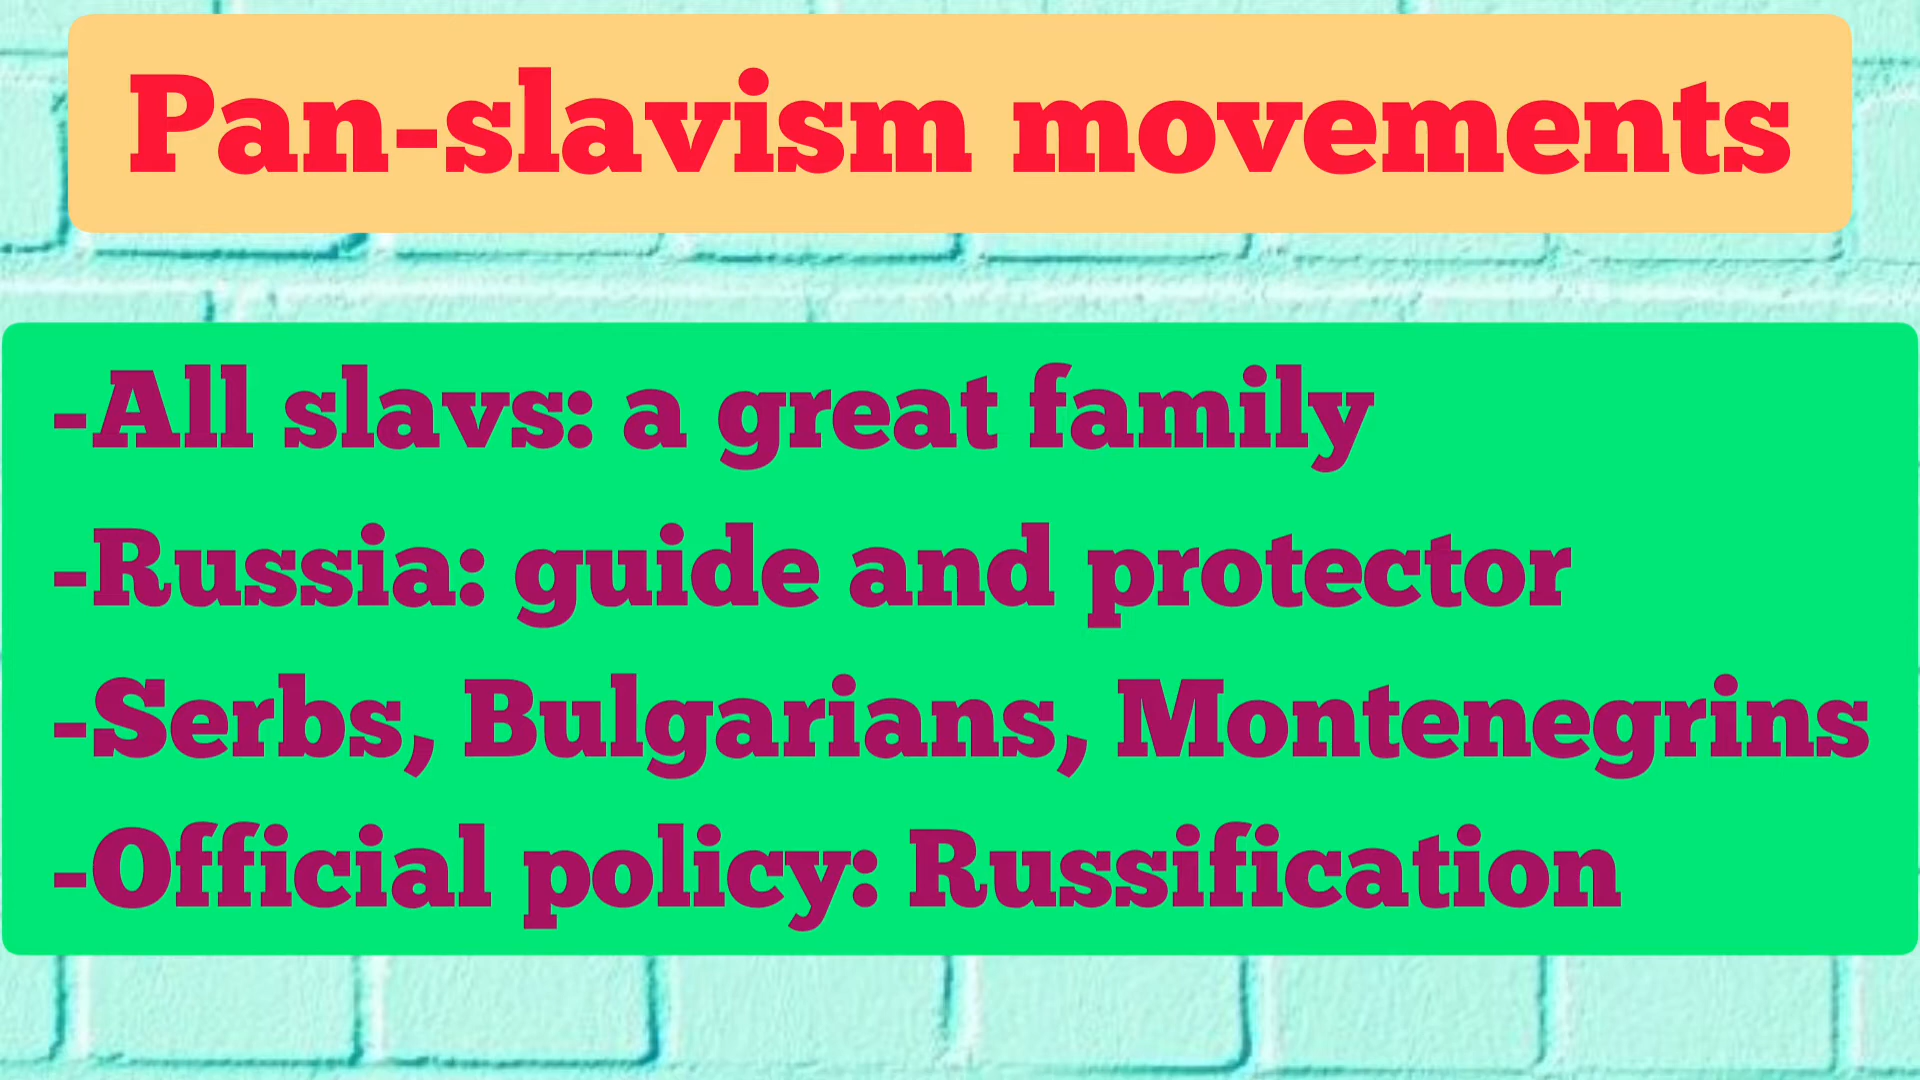 Pan-slavism movements
-All slavs: a great family
-Russia: guide and protector
-Serbs, Bulgarians, Montenegrins
-Official policy: Russification